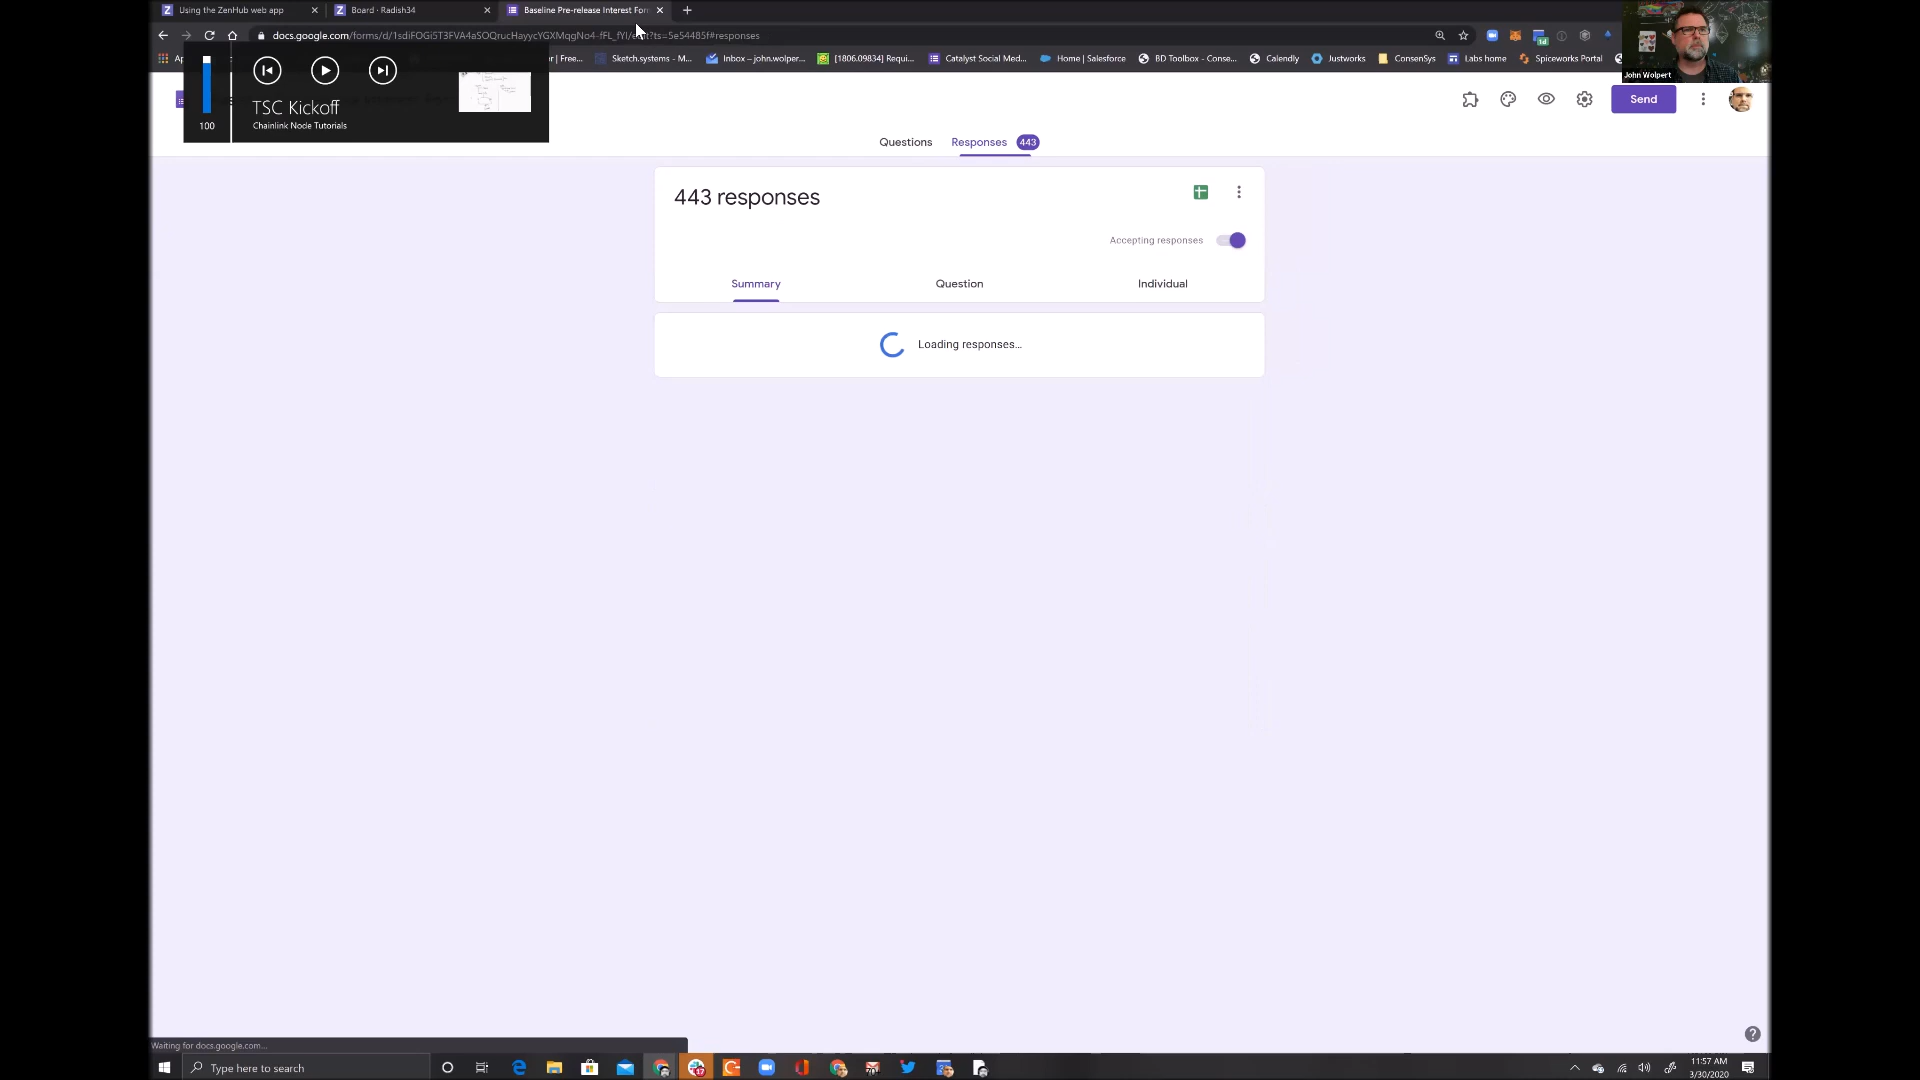 Using the ZenHub web app
Board · Radish34
Baseline Pre-release Interest For
docs.google.com/forms/d/1sdiFOGi5T3FVA4aSOQrucHayycYGXMqgNo4-fFL_fYI/edit?ts=5e54485f#responses
r | Free...
Sketch.systems - M...
Inbox – john.wolper...
[1806.09834] Requi...
Catalyst Social Med...
Home | Salesforce
BD Toolbox - Conse...
Calendly
Justworks
ConsenSys
Labs home
Spiceworks Portal
John Wolpert
100
TSC Kickoff
Chainlink Node Tutorials
Send
Questions
Responses
443
443 responses
Accepting responses
Summary
Question
Individual
Loading responses...
Waiting for docs.google.com...
Type here to search
17
11:57 AM
3/30/2020